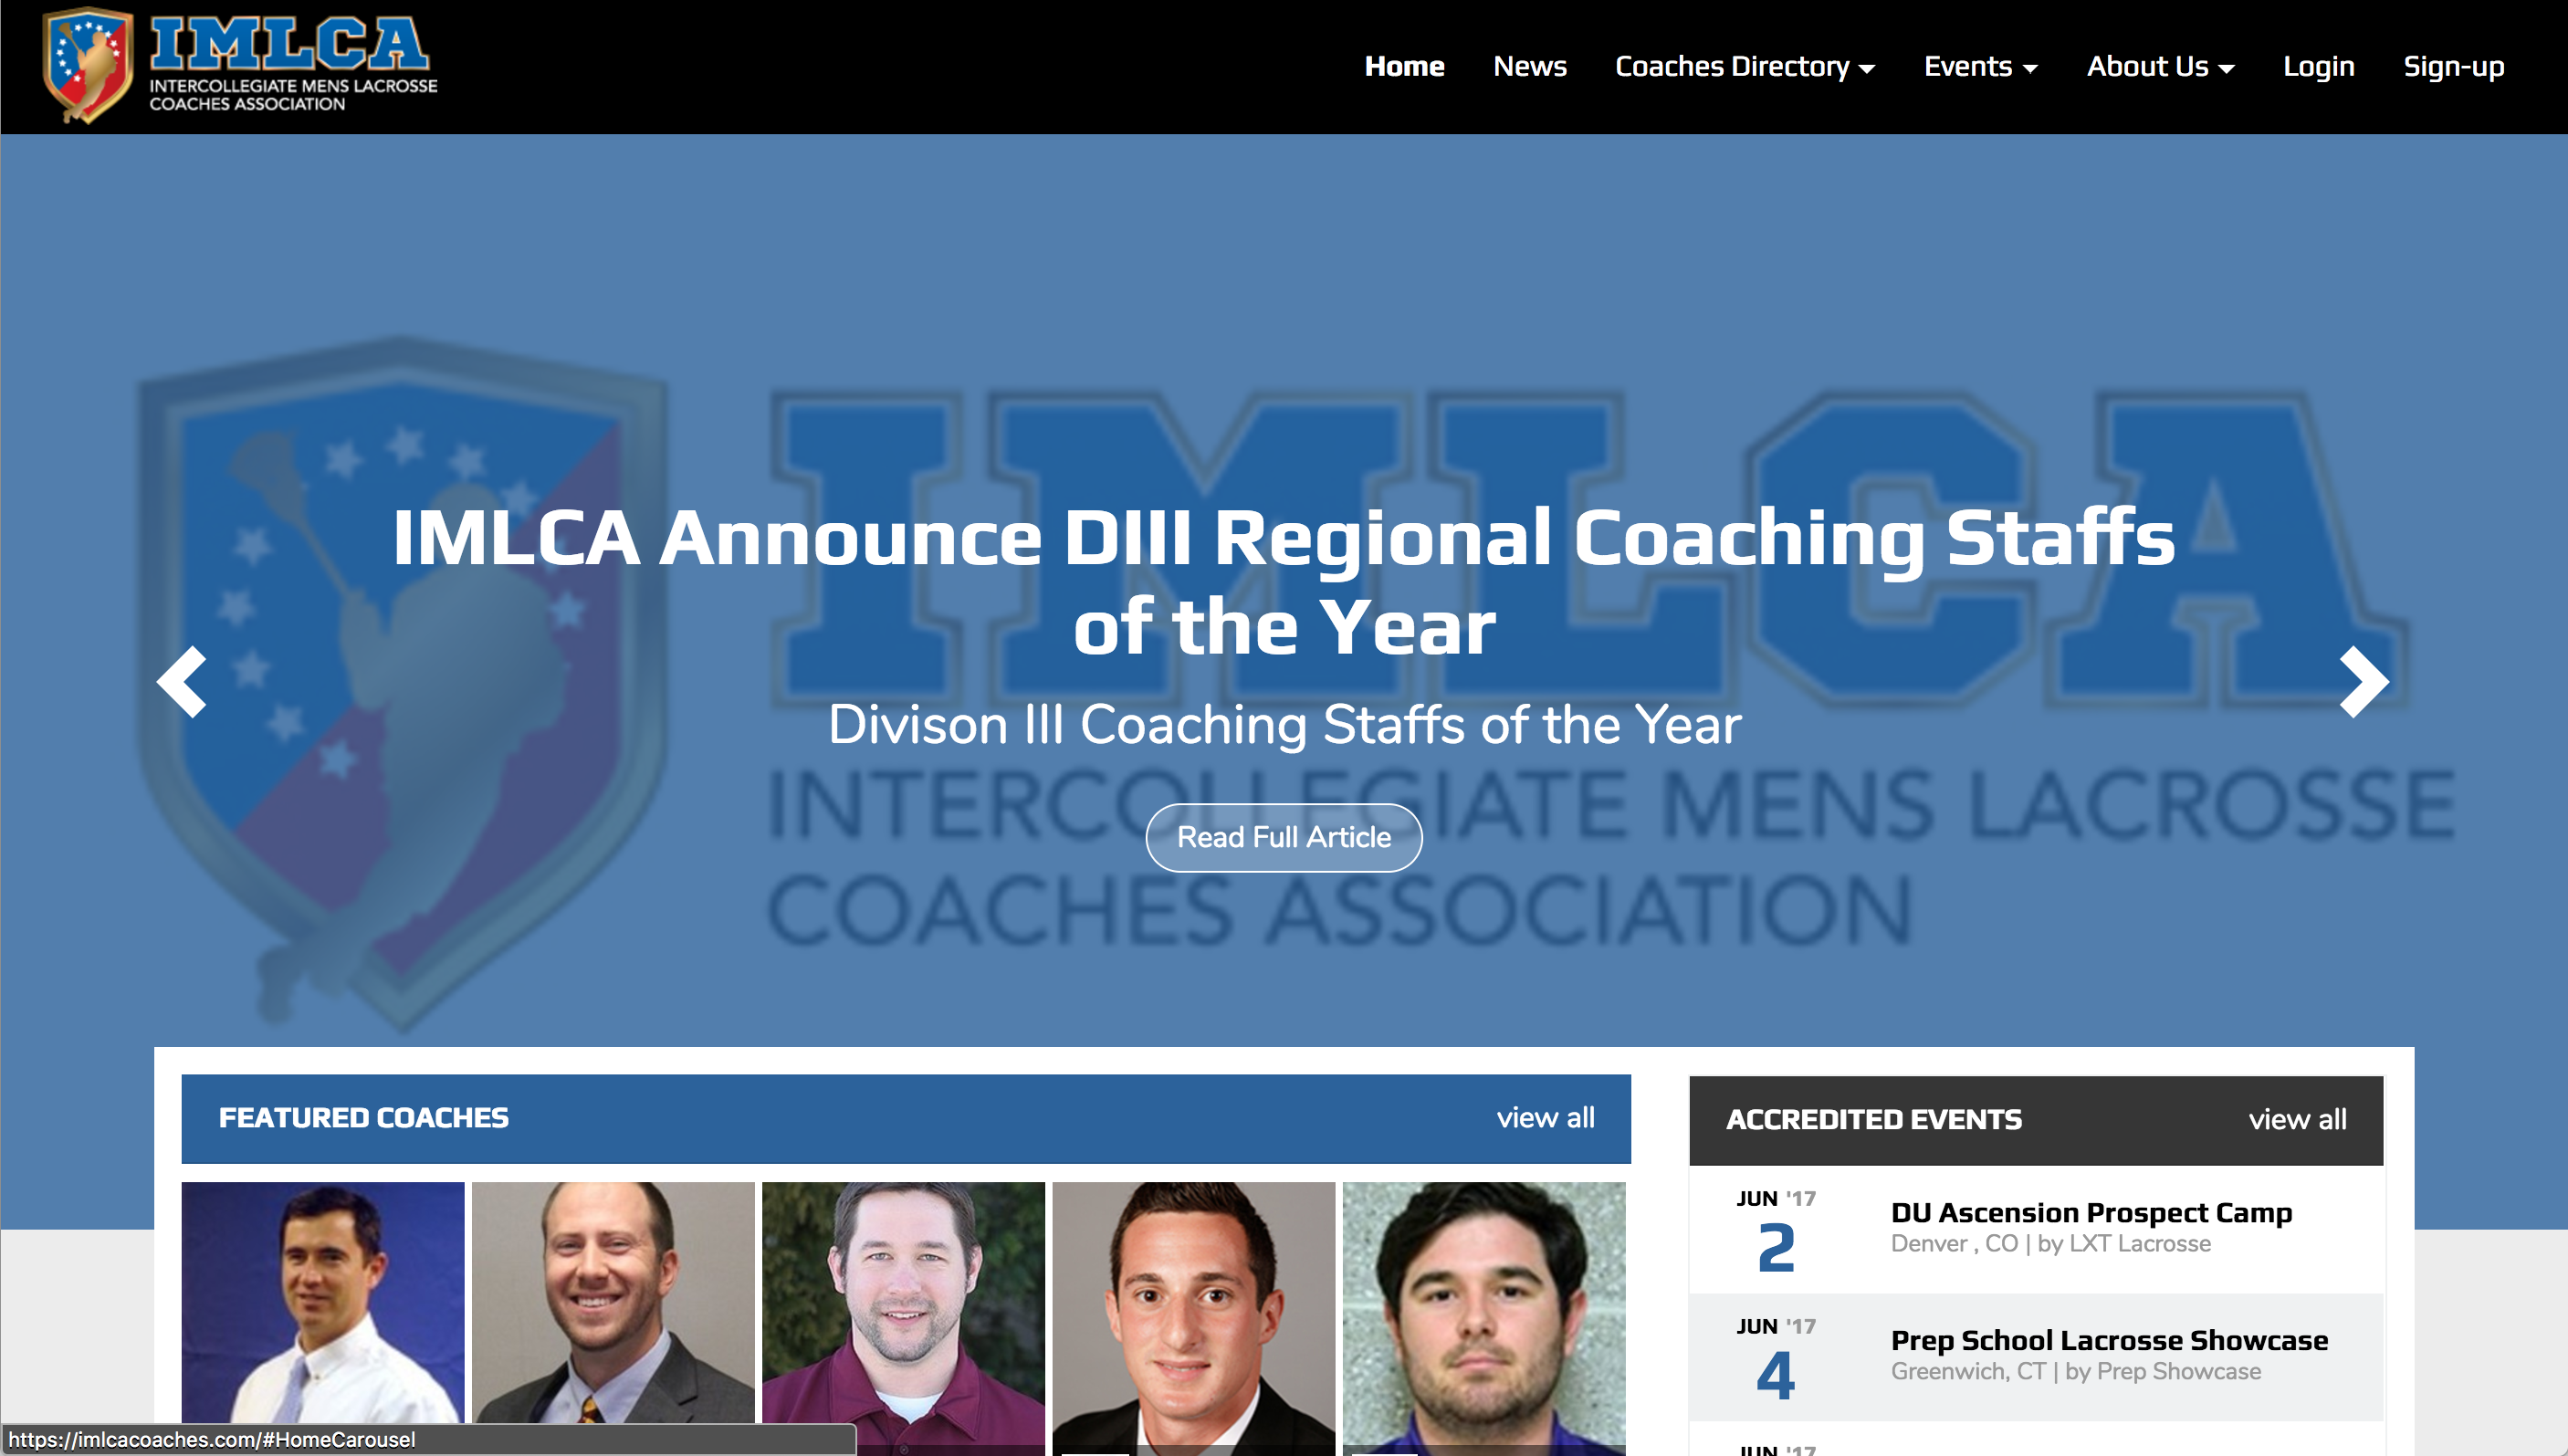 IMLCA
INTERCOLLEGIATE MENS LACROSSE
COACHES ASSOCIATION
Home News Coaches Directory Events About Us Login Sign-up
IMLCA
INTERCOLLEGIATE MENS LACROSSE
COACHES ASSOCIATION
IMLCA Announce DIII Regional Coaching Staffs
of the Year
Divison III Coaching Staffs of the Year
Read Full Article
FEATURED COACHES view all
ACCREDITED EVENTS view all
JUN '17
2
DU Ascension Prospect Camp
Denver , CO | by LXT Lacrosse
JUN '17
4
Prep School Lacrosse Showcase
Greenwich, CT | by Prep Showcase
JUN '17
https://imlcacoaches.com/#HomeCarousel